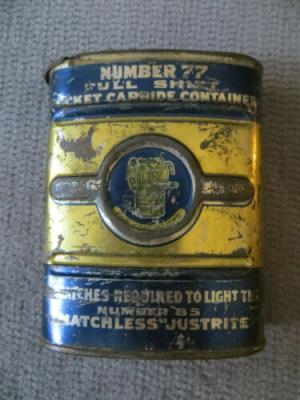 NUMBER 77
FULL SHIFT
POCKET CARBIDE CONTAINER
MATCHES REQUIRED TO LIGHT THE
NUMBER 85
"MATCHLESS" JUSTRITE